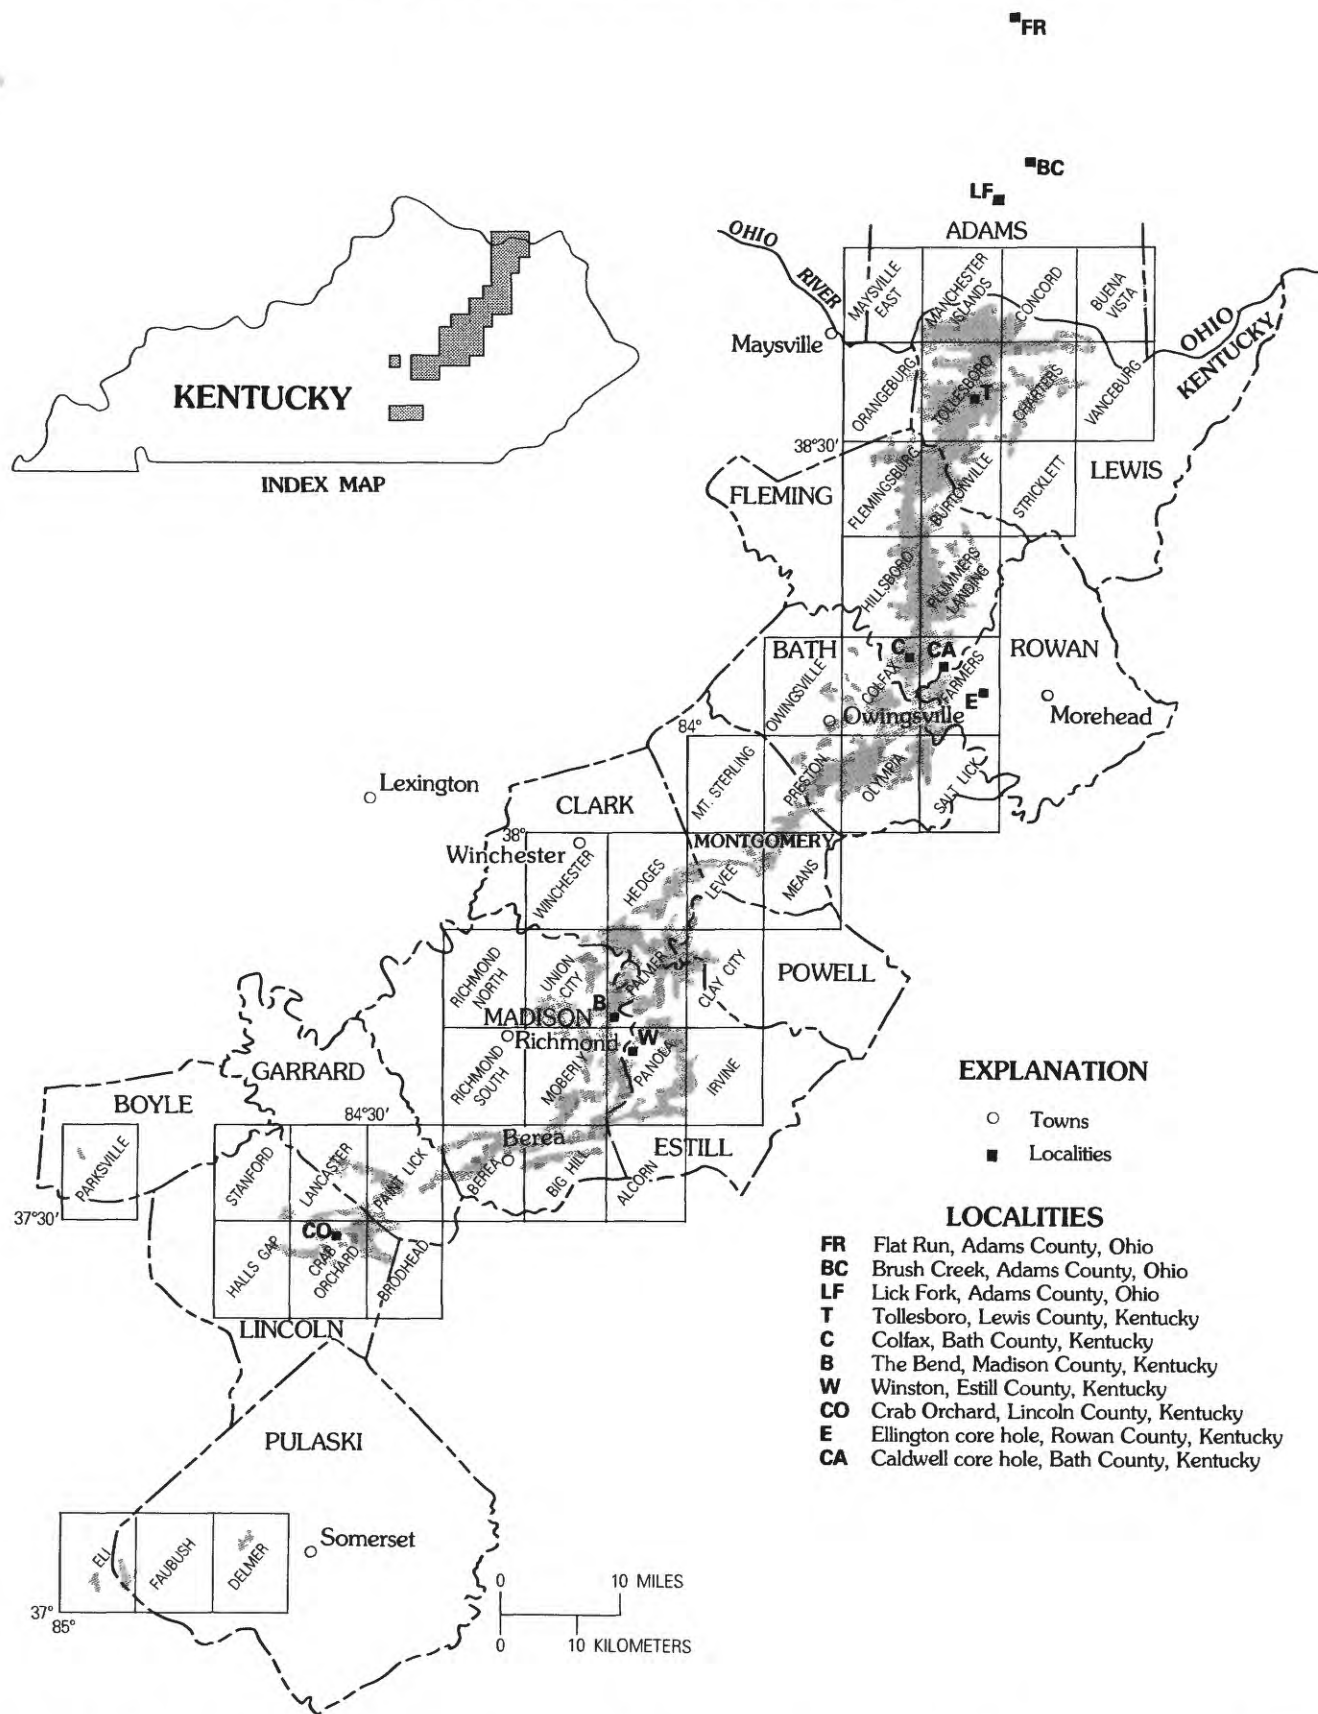 FR
BC
LF
ADAMS
OHIO
RIVER
MAYSVILLE
EAST
MANCHESTER
ISLANDS
CONCORD
BUENA
VISTA
OHIO
KENTUCKY
Maysville
ORANGEBURG
TOLLESBORO
T
CHARTERS
VANCEBURG
KENTUCKY
INDEX MAP
38°30'
FLEMING
FLEMINGSBURG
BURTONVILLE
STRICKLETT
LEWIS
HILLSBORO
PLUMMERS
LANDING
BATH
C
CA
ROWAN
OWINGSVILLE
COLFAX
FARMERS
E
Owingsville
Morehead
84°
MT. STERLING
PRESTON
OLYMPIA
SALT LICK
Lexington
CLARK
38°
MONTGOMERY
Winchester
WINCHESTER
HEDGES
LEVEE
MEANS
RICHMOND
NORTH
UNION
CITY
PALMER
CLAY CITY
POWELL
B
MADISON
Richmond
W
RICHMOND
SOUTH
MOBERLY
PANOLA
IRVINE
GARRARD
BOYLE
84°30'
PARKSVILLE
STANFORD
LANCASTER
PAINT LICK
Berea
BEREA
BIG HILL
ALCORN
ESTILL
37°30'
CO
HALLS GAP
CRAB
ORCHARD
BRODHEAD
LINCOLN
PULASKI
Somerset
ELI
FAUBUSH
DELMER
37°
85°
0 10 MILES
0 10 KILOMETERS
EXPLANATION
Towns
Localities
LOCALITIES
FR Flat Run, Adams County, Ohio
BC Brush Creek, Adams County, Ohio
LF Lick Fork, Adams County, Ohio
T Tollesboro, Lewis County, Kentucky
C Colfax, Bath County, Kentucky
B The Bend, Madison County, Kentucky
W Winston, Estill County, Kentucky
CO Crab Orchard, Lincoln County, Kentucky
E Ellington core hole, Rowan County, Kentucky
CA Caldwell core hole, Bath County, Kentucky